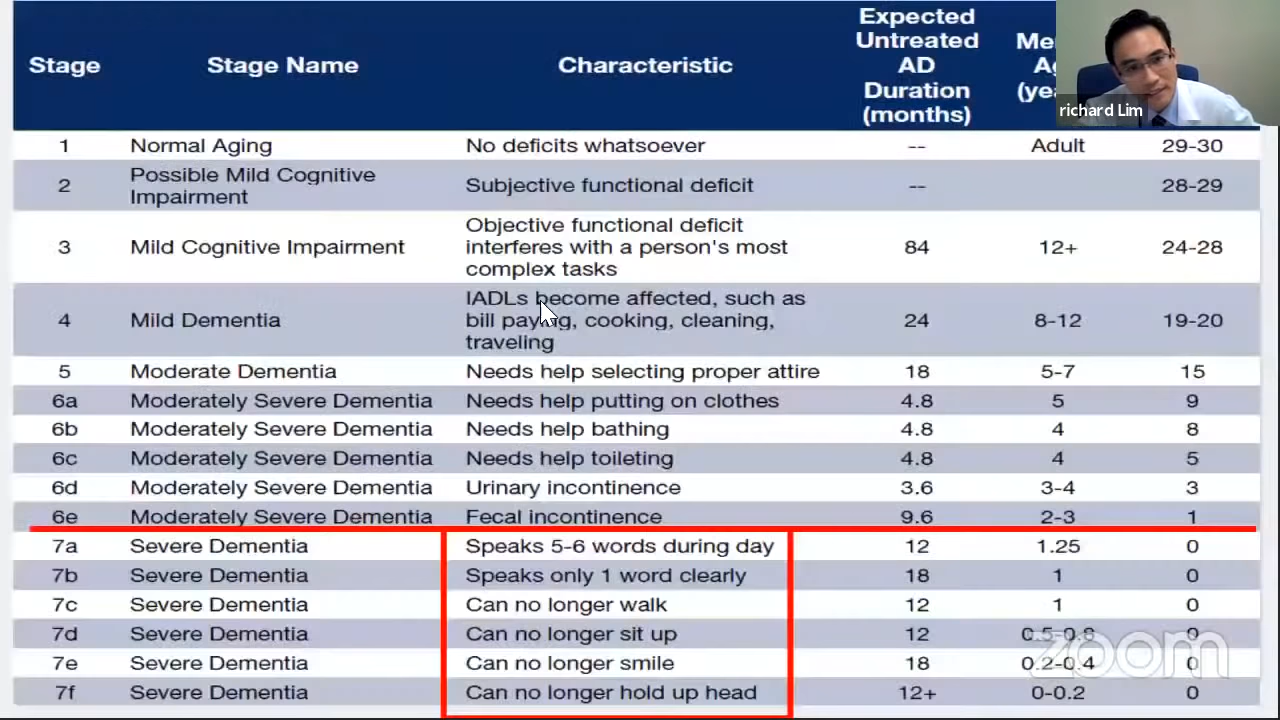 Stage Stage Name Characteristic Expected Untreated AD Duration (months)
richard Lim
1 Normal Aging No deficits whatsoever -- Adult 29-30
2 Possible Mild Cognitive Impairment Subjective functional deficit -- 28-29
3 Mild Cognitive Impairment Objective functional deficit interferes with a person's most complex tasks 84 12+ 24-28
4 Mild Dementia IADLs become affected, such as bill paying, cooking, cleaning, traveling 24 8-12 19-20
5 Moderate Dementia Needs help selecting proper attire 18 5-7 15
6a Moderately Severe Dementia Needs help putting on clothes 4.8 5 9
6b Moderately Severe Dementia Needs help bathing 4.8 4 8
6c Moderately Severe Dementia Needs help toileting 4.8 4 5
6d Moderately Severe Dementia Urinary incontinence 3.6 3-4 3
6e Moderately Severe Dementia Fecal incontinence 9.6 2-3 1
7a Severe Dementia Speaks 5-6 words during day 12 1.25 0
7b Severe Dementia Speaks only 1 word clearly 18 1 0
7c Severe Dementia Can no longer walk 12 1 0
7d Severe Dementia Can no longer sit up 12 0.5-0.8 0
7e Severe Dementia Can no longer smile 18 0.2-0.4 0
7f Severe Dementia Can no longer hold up head 12+ 0-0.2 0
zoom